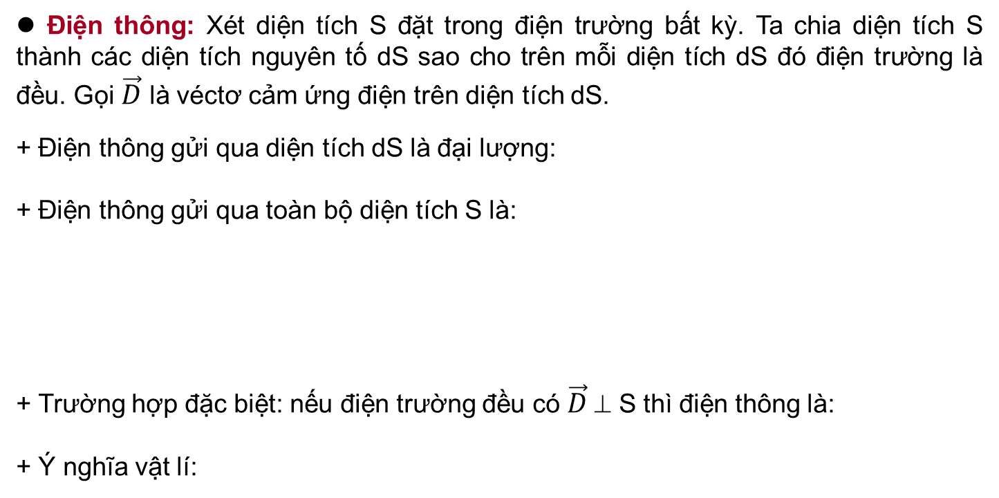 ● Điện thông: Xét diện tích S đặt trong điện trường bất kỳ. Ta chia diện tích S
thành các diện tích nguyên tố dS sao cho trên mỗi diện tích dS đó điện trường là
đều. Gọi \(\overrightarrow{D}\) là véctơ cảm ứng điện trên diện tích dS.
+ Điện thông gửi qua diện tích dS là đại lượng:
+ Điện thông gửi qua toàn bộ diện tích S là:
+ Trường hợp đặc biệt: nếu điện trường đều có \(\overrightarrow{D}\) ⊥ S thì điện thông là:
+ Ý nghĩa vật lí: